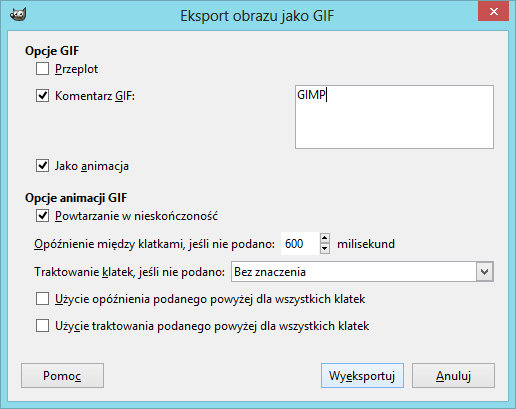 Eksport obrazu jako GIF
Opcje GIF
Przeplot
Komentarz GIF:
GIMP
Jako animacja
Opcje animacji GIF
Powtarzanie w nieskończoność
Opóźnienie między klatkami, jeśli nie podano: 600 milisekund
Traktowanie klatek, jeśli nie podano: Bez znaczenia
Użycie opóźnienia podanego powyżej dla wszystkich klatek
Użycie traktowania podanego powyżej dla wszystkich klatek
Pomoc Wyeksportuj Anuluj